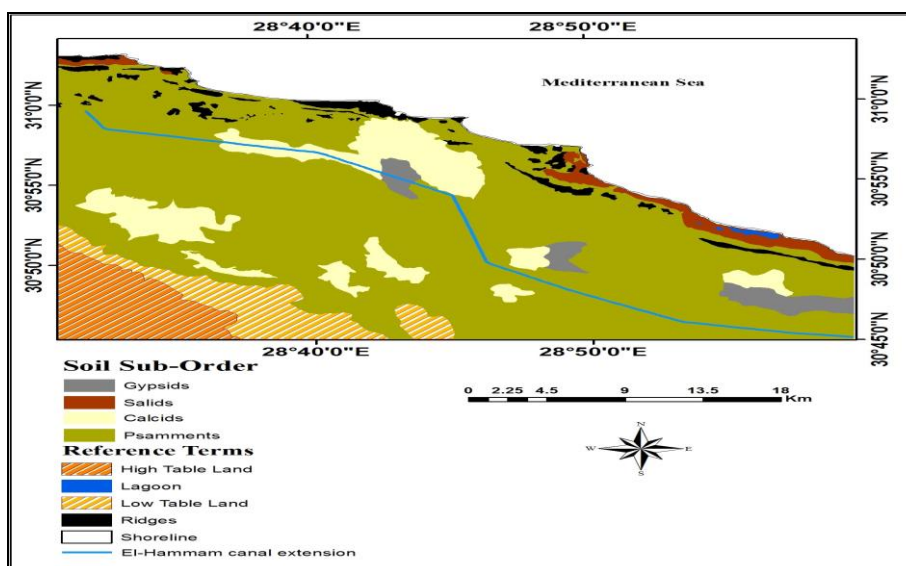 28°40'0"E 28°50'0"E
Mediterranean Sea
31°0'0"N 31°0'0"N
30°55'0"N 30°55'0"N
30°50'0"N 30°50'0"N
30°45'0"N
28°40'0"E 28°50'0"E
Soil Sub-Order
Gypsids
Salids
Calcids
Psamments
Reference Terms
High Table Land
Lagoon
Low Table Land
Ridges
Shoreline
El-Hammam canal extension
0 2.25 4.5 9 13.5 18
Km
N
W E
S